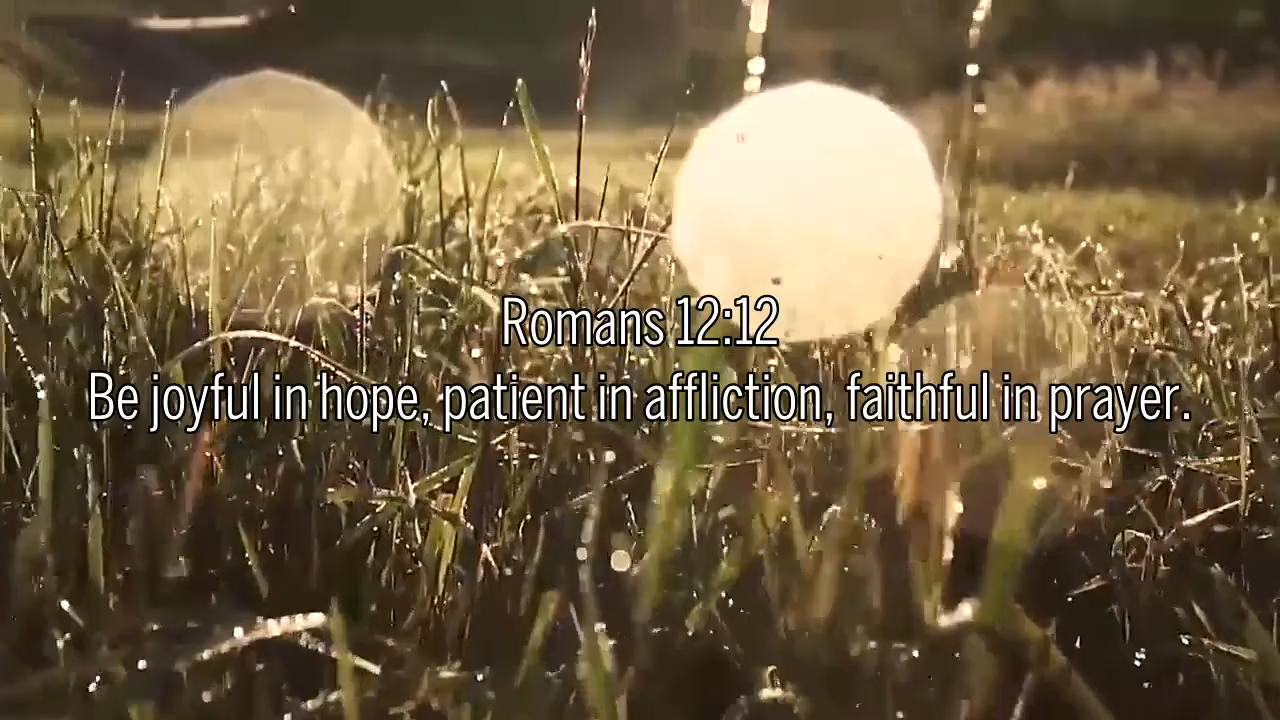 Romans 12:12
Be joyful in hope, patient in affliction, faithful in prayer.